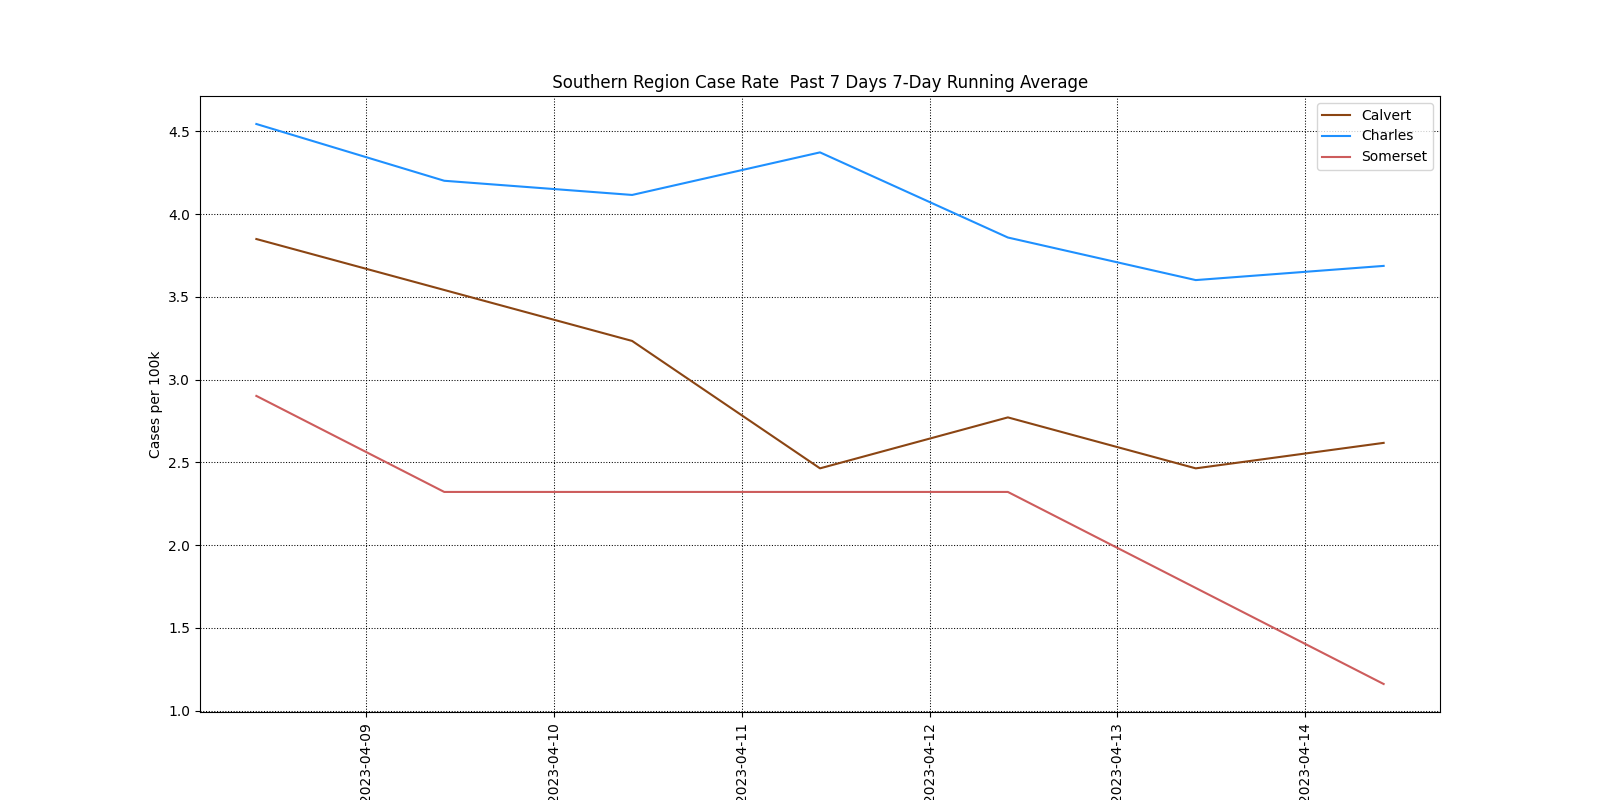 Southern Region Case Rate  Past 7 Days 7-Day Running Average
Calvert
Charles
Somerset
Cases per 100k
4.5
4.0
3.5
3.0
2.5
2.0
1.5
1.0
2023-04-09
2023-04-10
2023-04-11
2023-04-12
2023-04-13
2023-04-14